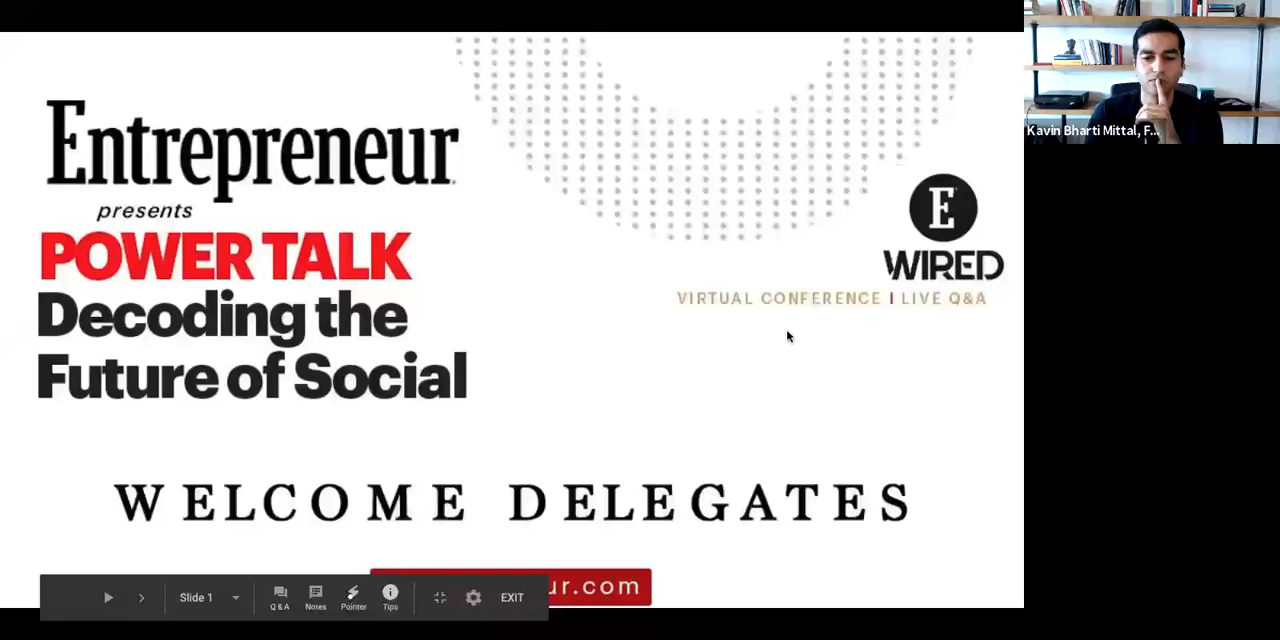 Entrepreneur
presents
POWER TALK
Decoding the
Future of Social
E
WIRED
VIRTUAL CONFERENCE I LIVE Q&A
WELCOME DELEGATES
ur.com
Slide 1
Q&A
Notes
Pointer
Tips
EXIT
Kavin Bharti Mittal, F...